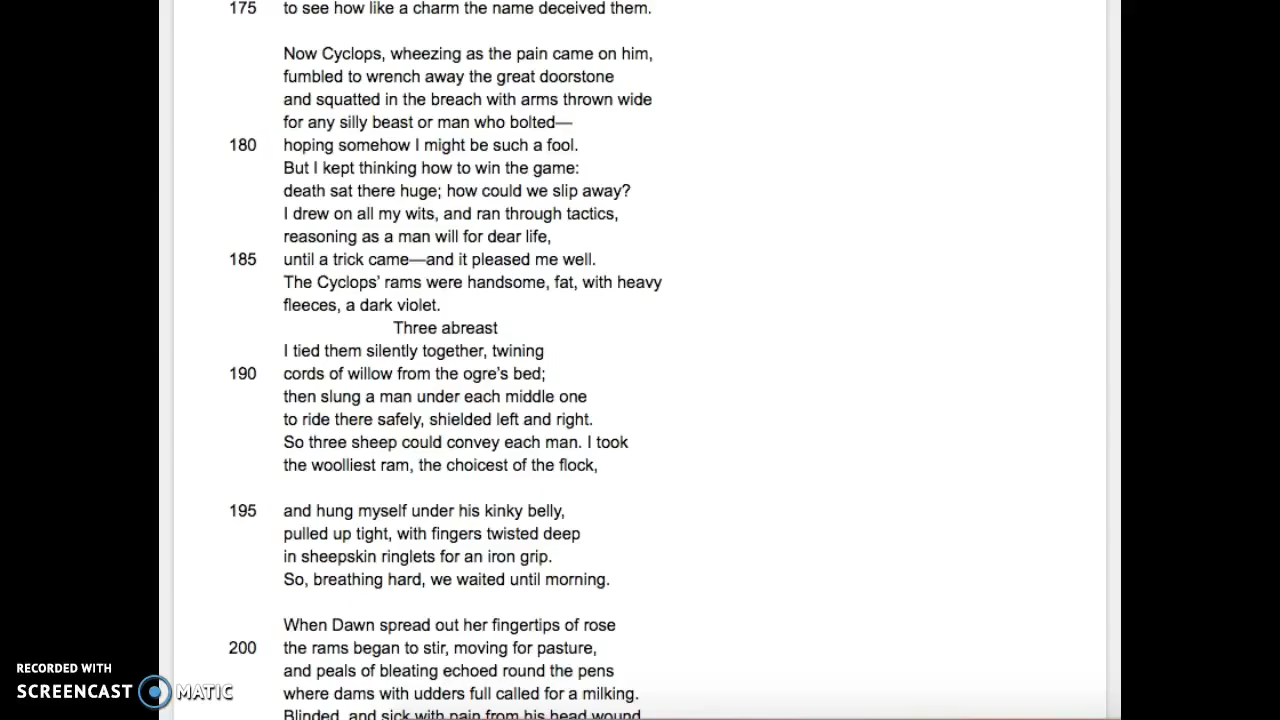 175 to see how like a charm the name deceived them.
Now Cyclops, wheezing as the pain came on him,
fumbled to wrench away the great doorstone
and squatted in the breach with arms thrown wide
for any silly beast or man who bolted—
180 hoping somehow I might be such a fool.
But I kept thinking how to win the game:
death sat there huge; how could we slip away?
I drew on all my wits, and ran through tactics,
reasoning as a man will for dear life,
185 until a trick came—and it pleased me well.
The Cyclops’ rams were handsome, fat, with heavy
fleeces, a dark violet.
Three abreast
I tied them silently together, twining
190 cords of willow from the ogre’s bed;
then slung a man under each middle one
to ride there safely, shielded left and right.
So three sheep could convey each man. I took
the woolliest ram, the choicest of the flock,
195 and hung myself under his kinky belly,
pulled up tight, with fingers twisted deep
in sheepskin ringlets for an iron grip.
So, breathing hard, we waited until morning.
When Dawn spread out her fingertips of rose
200 the rams began to stir, moving for pasture,
and peals of bleating echoed round the pens
where dams with udders full called for a milking.
Blinded, and sick with pain from his head wound,
RECORDED WITH
SCREENCAST MATIC